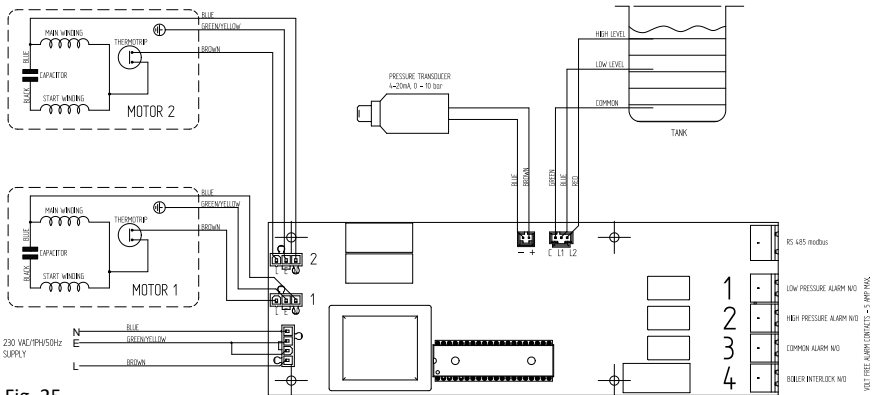 BLUE
GREEN/YELLOW
BROWN
MAIN WINDING
THERMOTRIP
BLUE
CAPACITOR
BLACK
START WINDING
MOTOR 2
HIGH LEVEL
LOW LEVEL
COMMON
TANK
PRESSURE TRANSDUCER
4-20mA, 0 - 10 bar
BLUE
BROWN
GREEN
BLUE
RED
BLUE
GREEN/YELLOW
BROWN
MAIN WINDING
THERMOTRIP
BLUE
CAPACITOR
BLACK
START WINDING
MOTOR 1
- +
C L1 L2
L E
2
L E
1
RS 485 modbus
1 LOW PRESSURE ALARM N/O
2 HIGH PRESSURE ALARM N/O
3 COMMON ALARM N/O
4 BOILER INTERLOCK N/O
VOLT FREE ALARM CONTACTS - 5 AMP MAX.
230 VAC/1PH/50Hz
SUPPLY
N BLUE
E GREEN/YELLOW
L BROWN